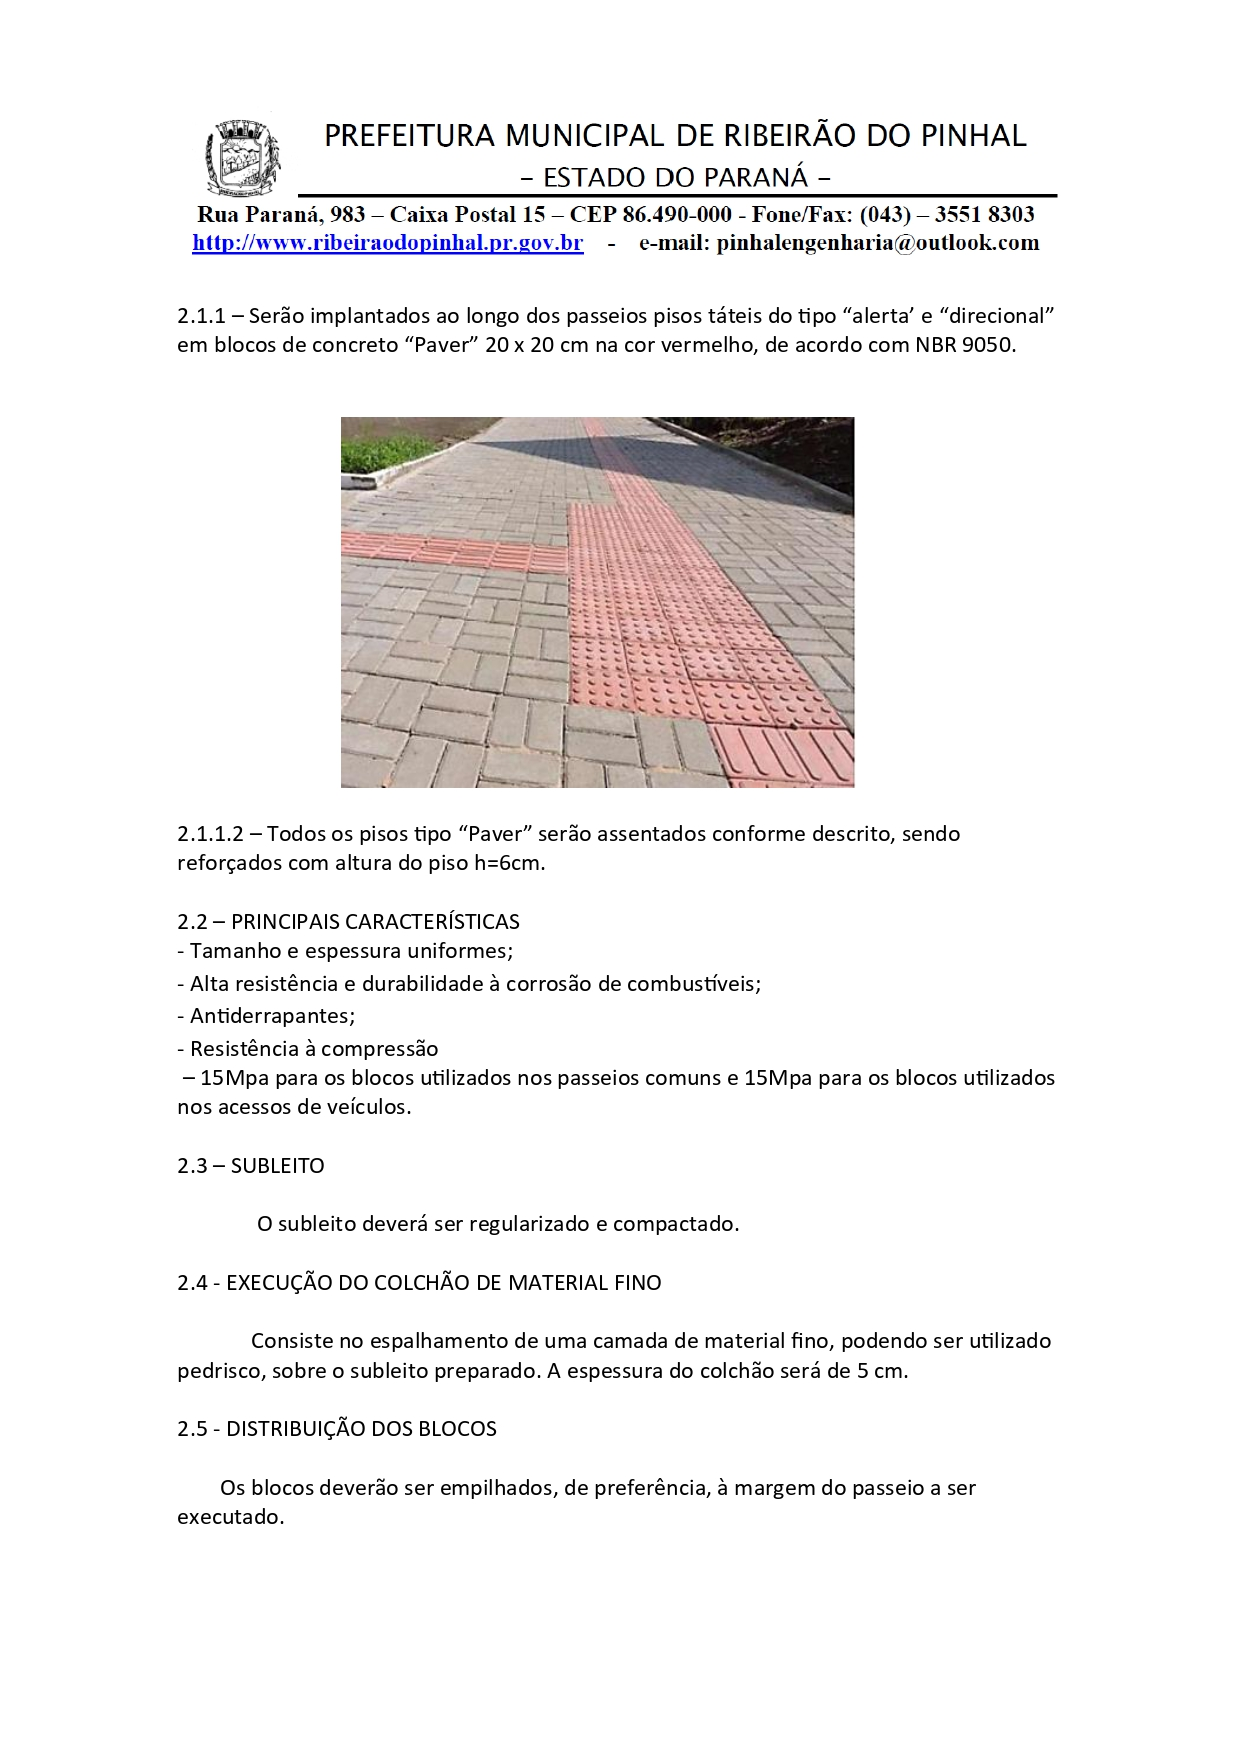 PREFEITURA MUNICIPAL DE RIBEIRÃO DO PINHAL
– ESTADO DO PARANÁ –
Rua Paraná, 983 – Caixa Postal 15 – CEP 86.490-000 - Fone/Fax: (043) – 3551 8303
http://www.ribeiraodopinhal.pr.gov.br - e-mail: pinhalengenharia@outlook.com
2.1.1 – Serão implantados ao longo dos passeios pisos táteis do tipo “alerta’ e “direcional”
em blocos de concreto “Paver” 20 x 20 cm na cor vermelho, de acordo com NBR 9050.
2.1.1.2 – Todos os pisos tipo “Paver” serão assentados conforme descrito, sendo
reforçados com altura do piso h=6cm.
2.2 – PRINCIPAIS CARACTERÍSTICAS
- Tamanho e espessura uniformes;
- Alta resistência e durabilidade à corrosão de combustíveis;
- Antiderrapantes;
- Resistência à compressão
– 15Mpa para os blocos utilizados nos passeios comuns e 15Mpa para os blocos utilizados
nos acessos de veículos.
2.3 – SUBLEITO
O subleito deverá ser regularizado e compactado.
2.4 - EXECUÇÃO DO COLCHÃO DE MATERIAL FINO
Consiste no espalhamento de uma camada de material fino, podendo ser utilizado
pedrisco, sobre o subleito preparado. A espessura do colchão será de 5 cm.
2.5 - DISTRIBUIÇÃO DOS BLOCOS
Os blocos deverão ser empilhados, de preferência, à margem do passeio a ser
executado.